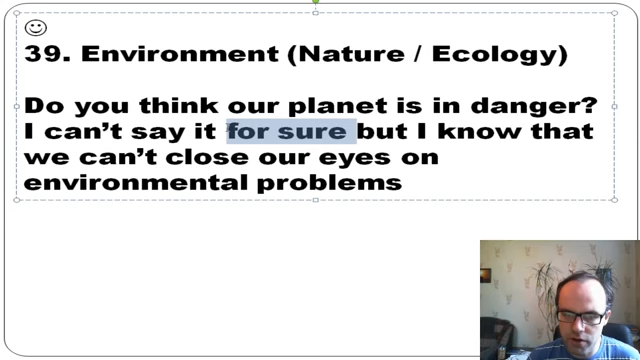 39. Environment (Nature / Ecology)
Do you think our planet is in danger?
I can't say it for sure but I know that
we can't close our eyes on
environmental problems